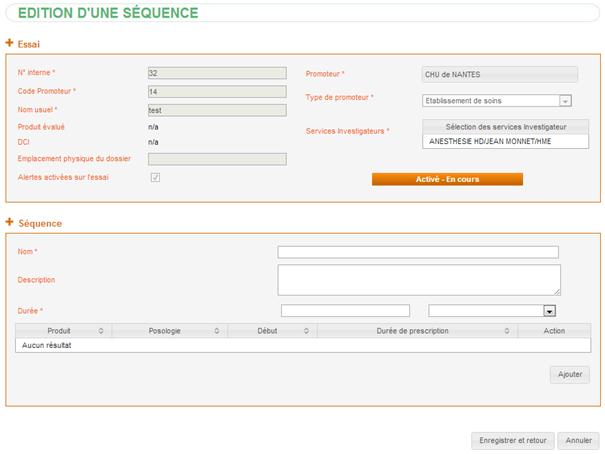 EDITION D'UNE SÉQUENCE
Essai
N° interne *
32
Code Promoteur *
14
Nom usuel *
test
Produit évalué
n/a
DCI
n/a
Emplacement physique du dossier
Alertes activées sur l'essai
Promoteur *
CHU de NANTES
Type de promoteur *
Etablissement de soins
Services Investigateurs *
Sélection des services Investigateur
ANESTHESIE HD/JEAN MONNET/HME
Activé - En cours
Séquence
Nom *
Description
Durée *
Produit Posologie Début Durée de prescription Action
Aucun résultat
Ajouter
Enregistrer et retour Annuler